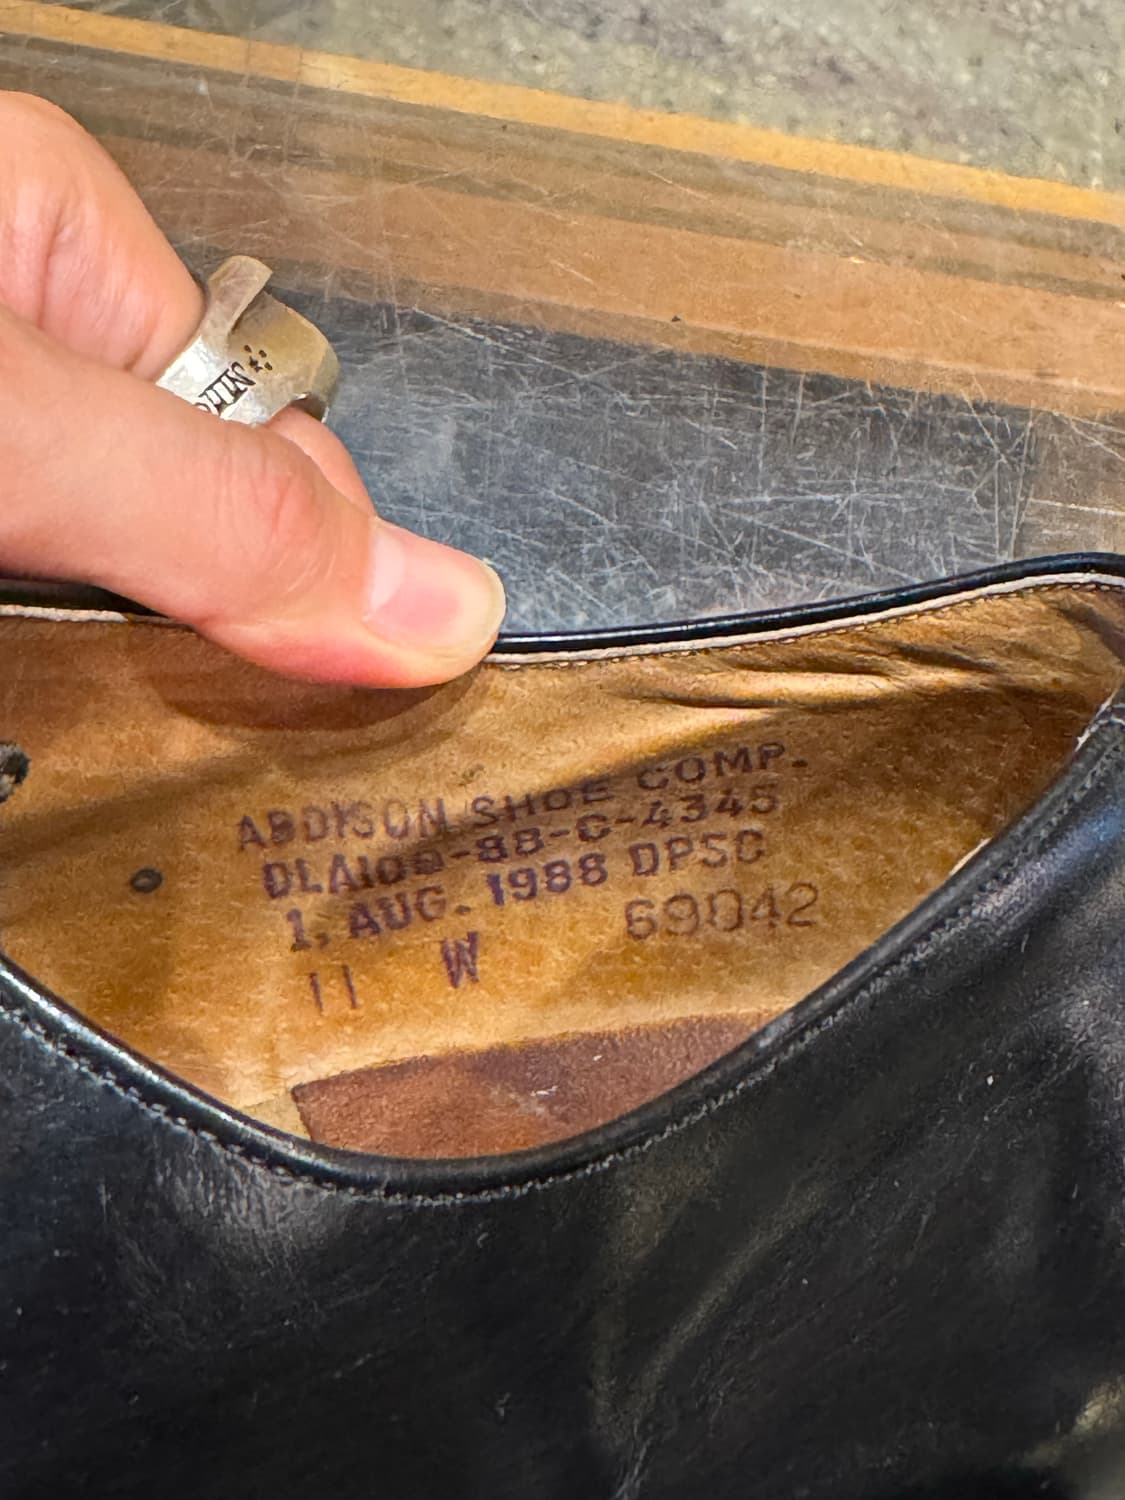 ADDISON SHOE COMP.
DLA100-88-C-4345
1, AUG. 1988 DPSC
69042
11 W